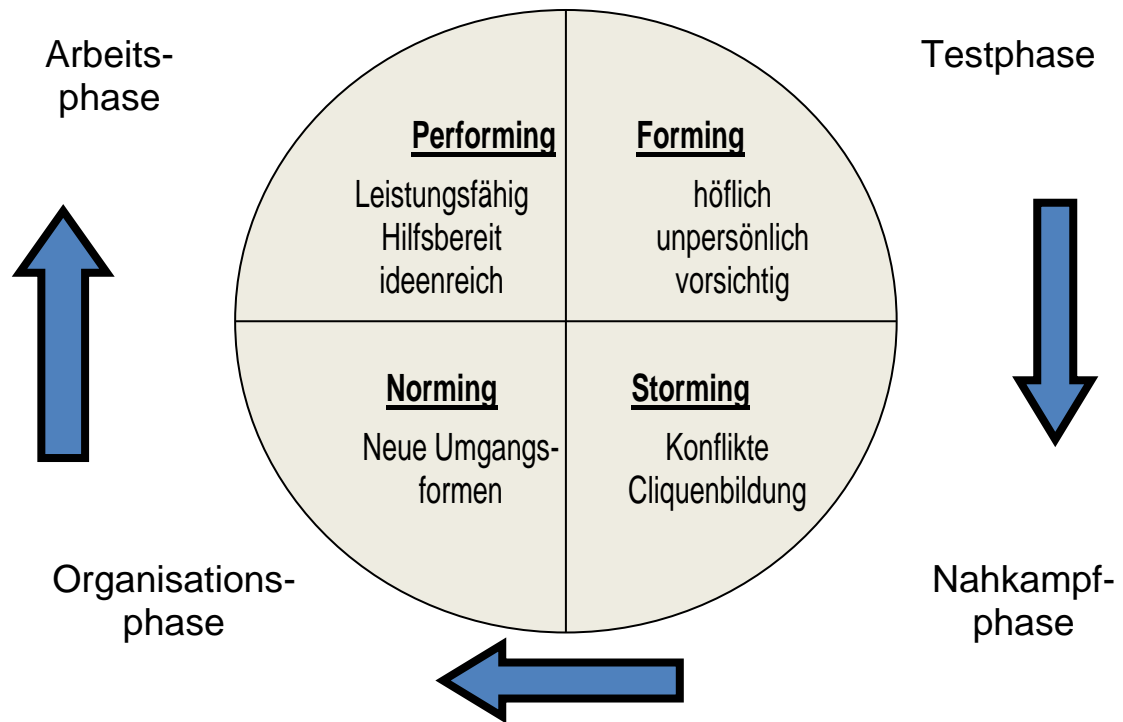 Arbeits-
phase
Testphase
Performing
Leistungsfähig
Hilfsbereit
ideenreich
Forming
höflich
unpersönlich
vorsichtig
Norming
Neue Umgangs-
formen
Storming
Konflikte
Cliquenbildung
Organisations-
phase
Nahkampf-
phase